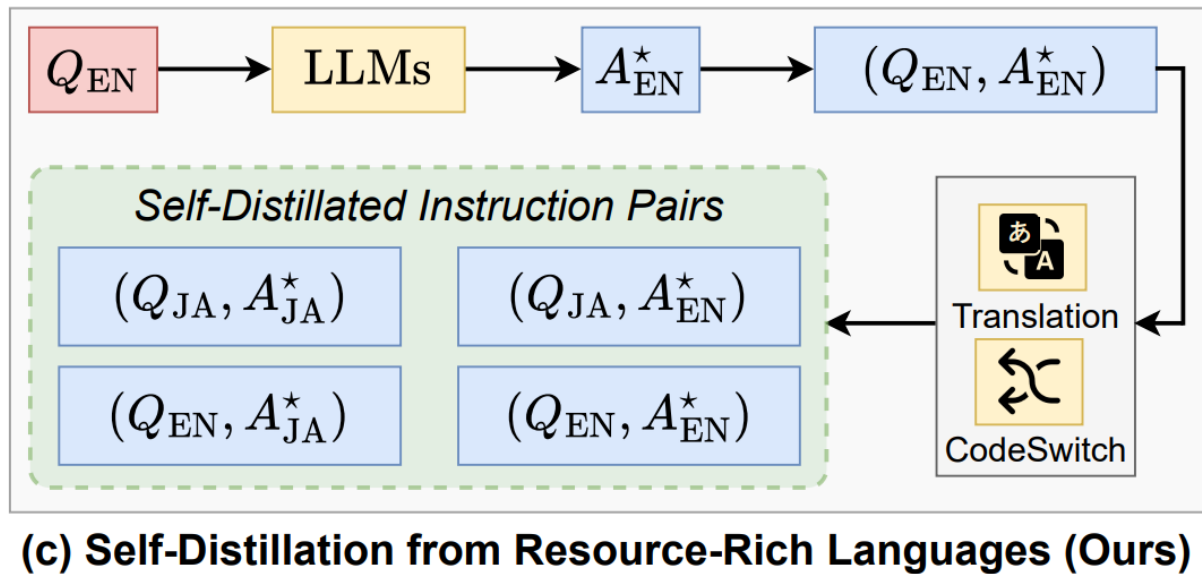 Q_EN LLMs A^⋆_EN (Q_EN, A^⋆_EN)
Self-Distillated Instruction Pairs
(Q_JA, A^⋆_JA) (Q_JA, A^⋆_EN)
(Q_EN, A^⋆_JA) (Q_EN, A^⋆_EN)
あ
A
Translation
CodeSwitch
(c) Self-Distillation from Resource-Rich Languages (Ours)